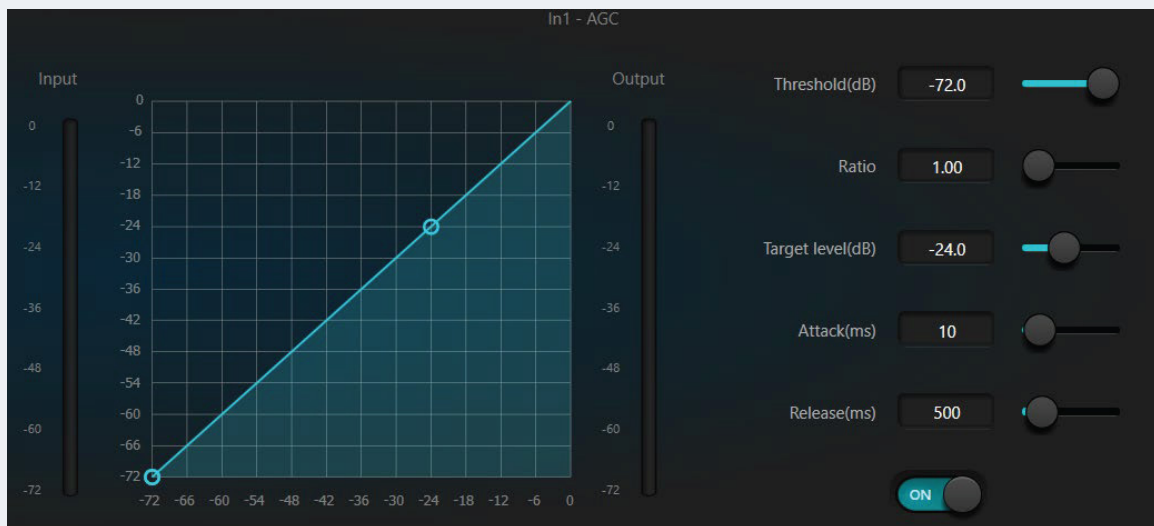 In1 - AGC
Input
0
-12
-24
-36
-48
-60
-72
0
-6
-12
-18
-24
-30
-36
-42
-48
-54
-60
-66
-72
-72 -66 -60 -54 -48 -42 -36 -30 -24 -18 -12 -6 0
Output
0
-12
-24
-36
-48
-60
-72
Threshold(dB) -72.0
Ratio 1.00
Target level(dB) -24.0
Attack(ms) 10
Release(ms) 500
ON